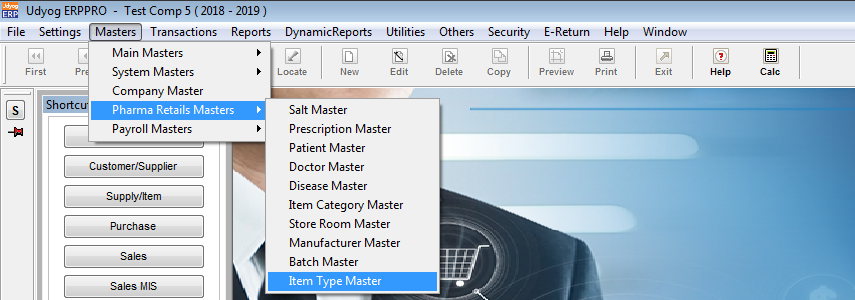 Udyog ERP
Udyog ERPPRO - Test Comp 5 ( 2018 - 2019 )
File Settings Masters Transactions Reports DynamicReports Utilities Others Security E-Return Help Window
First Pre Locate New Edit Delete Copy Preview Print Exit Help Calc
Main Masters
System Masters
Company Master
Pharma Retails Masters
Payroll Masters
S
Shortcu
Customer/Supplier
Supply/Item
Purchase
Sales
Sales MIS
Salt Master
Prescription Master
Patient Master
Doctor Master
Disease Master
Item Category Master
Store Room Master
Manufacturer Master
Batch Master
Item Type Master